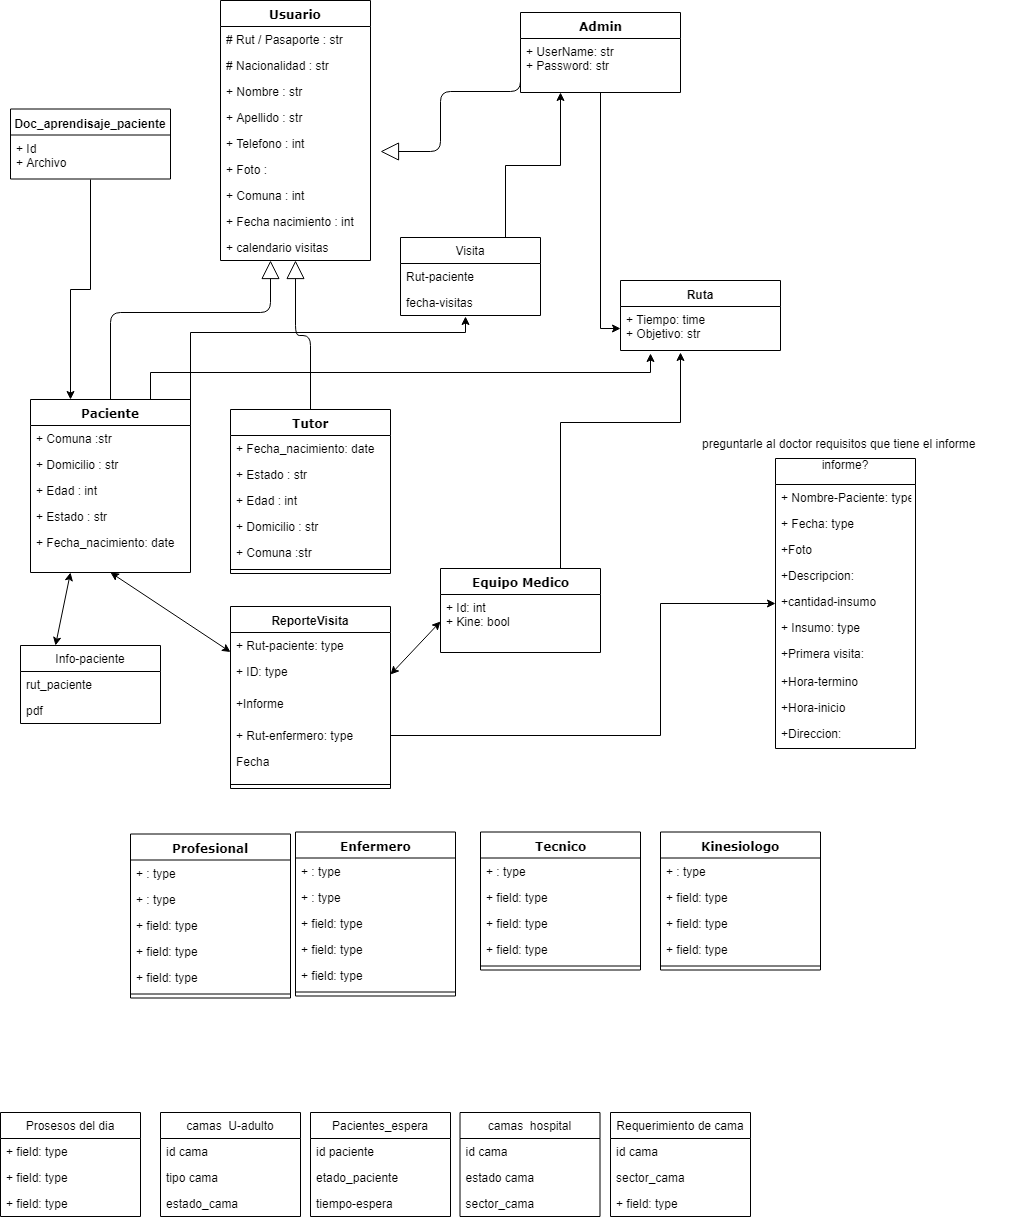 Usuario
# Rut / Pasaporte : str
# Nacionalidad : str
+ Nombre : str
+ Apellido : str
+ Telefono : int
+ Foto :
+ Comuna : int
+ Fecha nacimiento : int
+ calendario visitas
Admin
+ UserName: str
+ Password: str
Doc_aprendisaje_paciente
+ Id
+ Archivo
Visita
Rut-paciente
fecha-visitas
Ruta
+ Tiempo: time
+ Objetivo: str
Paciente
+ Comuna :str
+ Domicilio : str
+ Edad : int
+ Estado : str
+ Fecha_nacimiento: date
Tutor
+ Fecha_nacimiento: date
+ Estado : str
+ Edad : int
+ Domicilio : str
+ Comuna :str
preguntarle al doctor requisitos que tiene el informe
informe?
+ Nombre-Paciente: type
+ Fecha: type
+Foto
+Descripcion:
+cantidad-insumo
+ Insumo: type
+Primera visita:
+Hora-termino
+Hora-inicio
+Direccion:
Equipo Medico
+ Id: int
+ Kine: bool
ReporteVisita
+ Rut-paciente: type
+ ID: type
+Informe
+ Rut-enfermero: type
Fecha
Info-paciente
rut_paciente
pdf
Profesional
+ : type
+ : type
+ field: type
+ field: type
+ field: type
Enfermero
+ : type
+ : type
+ field: type
+ field: type
+ field: type
Tecnico
+ : type
+ field: type
+ field: type
+ field: type
Kinesiologo
+ : type
+ field: type
+ field: type
+ field: type
Prosesos del dia
+ field: type
+ field: type
+ field: type
camas U-adulto
id cama
tipo cama
estado_cama
Pacientes_espera
id paciente
etado_paciente
tiempo-espera
camas hospital
id cama
estado cama
sector_cama
Requerimiento de cama
id cama
sector_cama
+ field: type